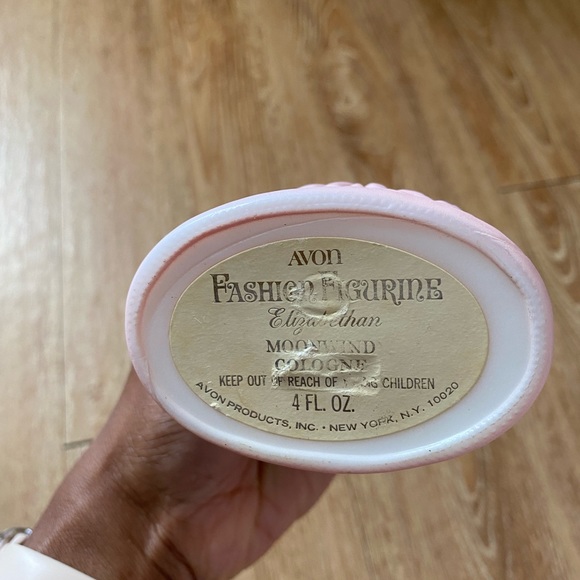 AVON
FASHION FIGURINE
Elizabethan
MOONWIND
COLOGNE
KEEP OUT OF REACH OF CHILDREN
4 FL. OZ.
AVON PRODUCTS, INC. • NEW YORK, N.Y. 10020